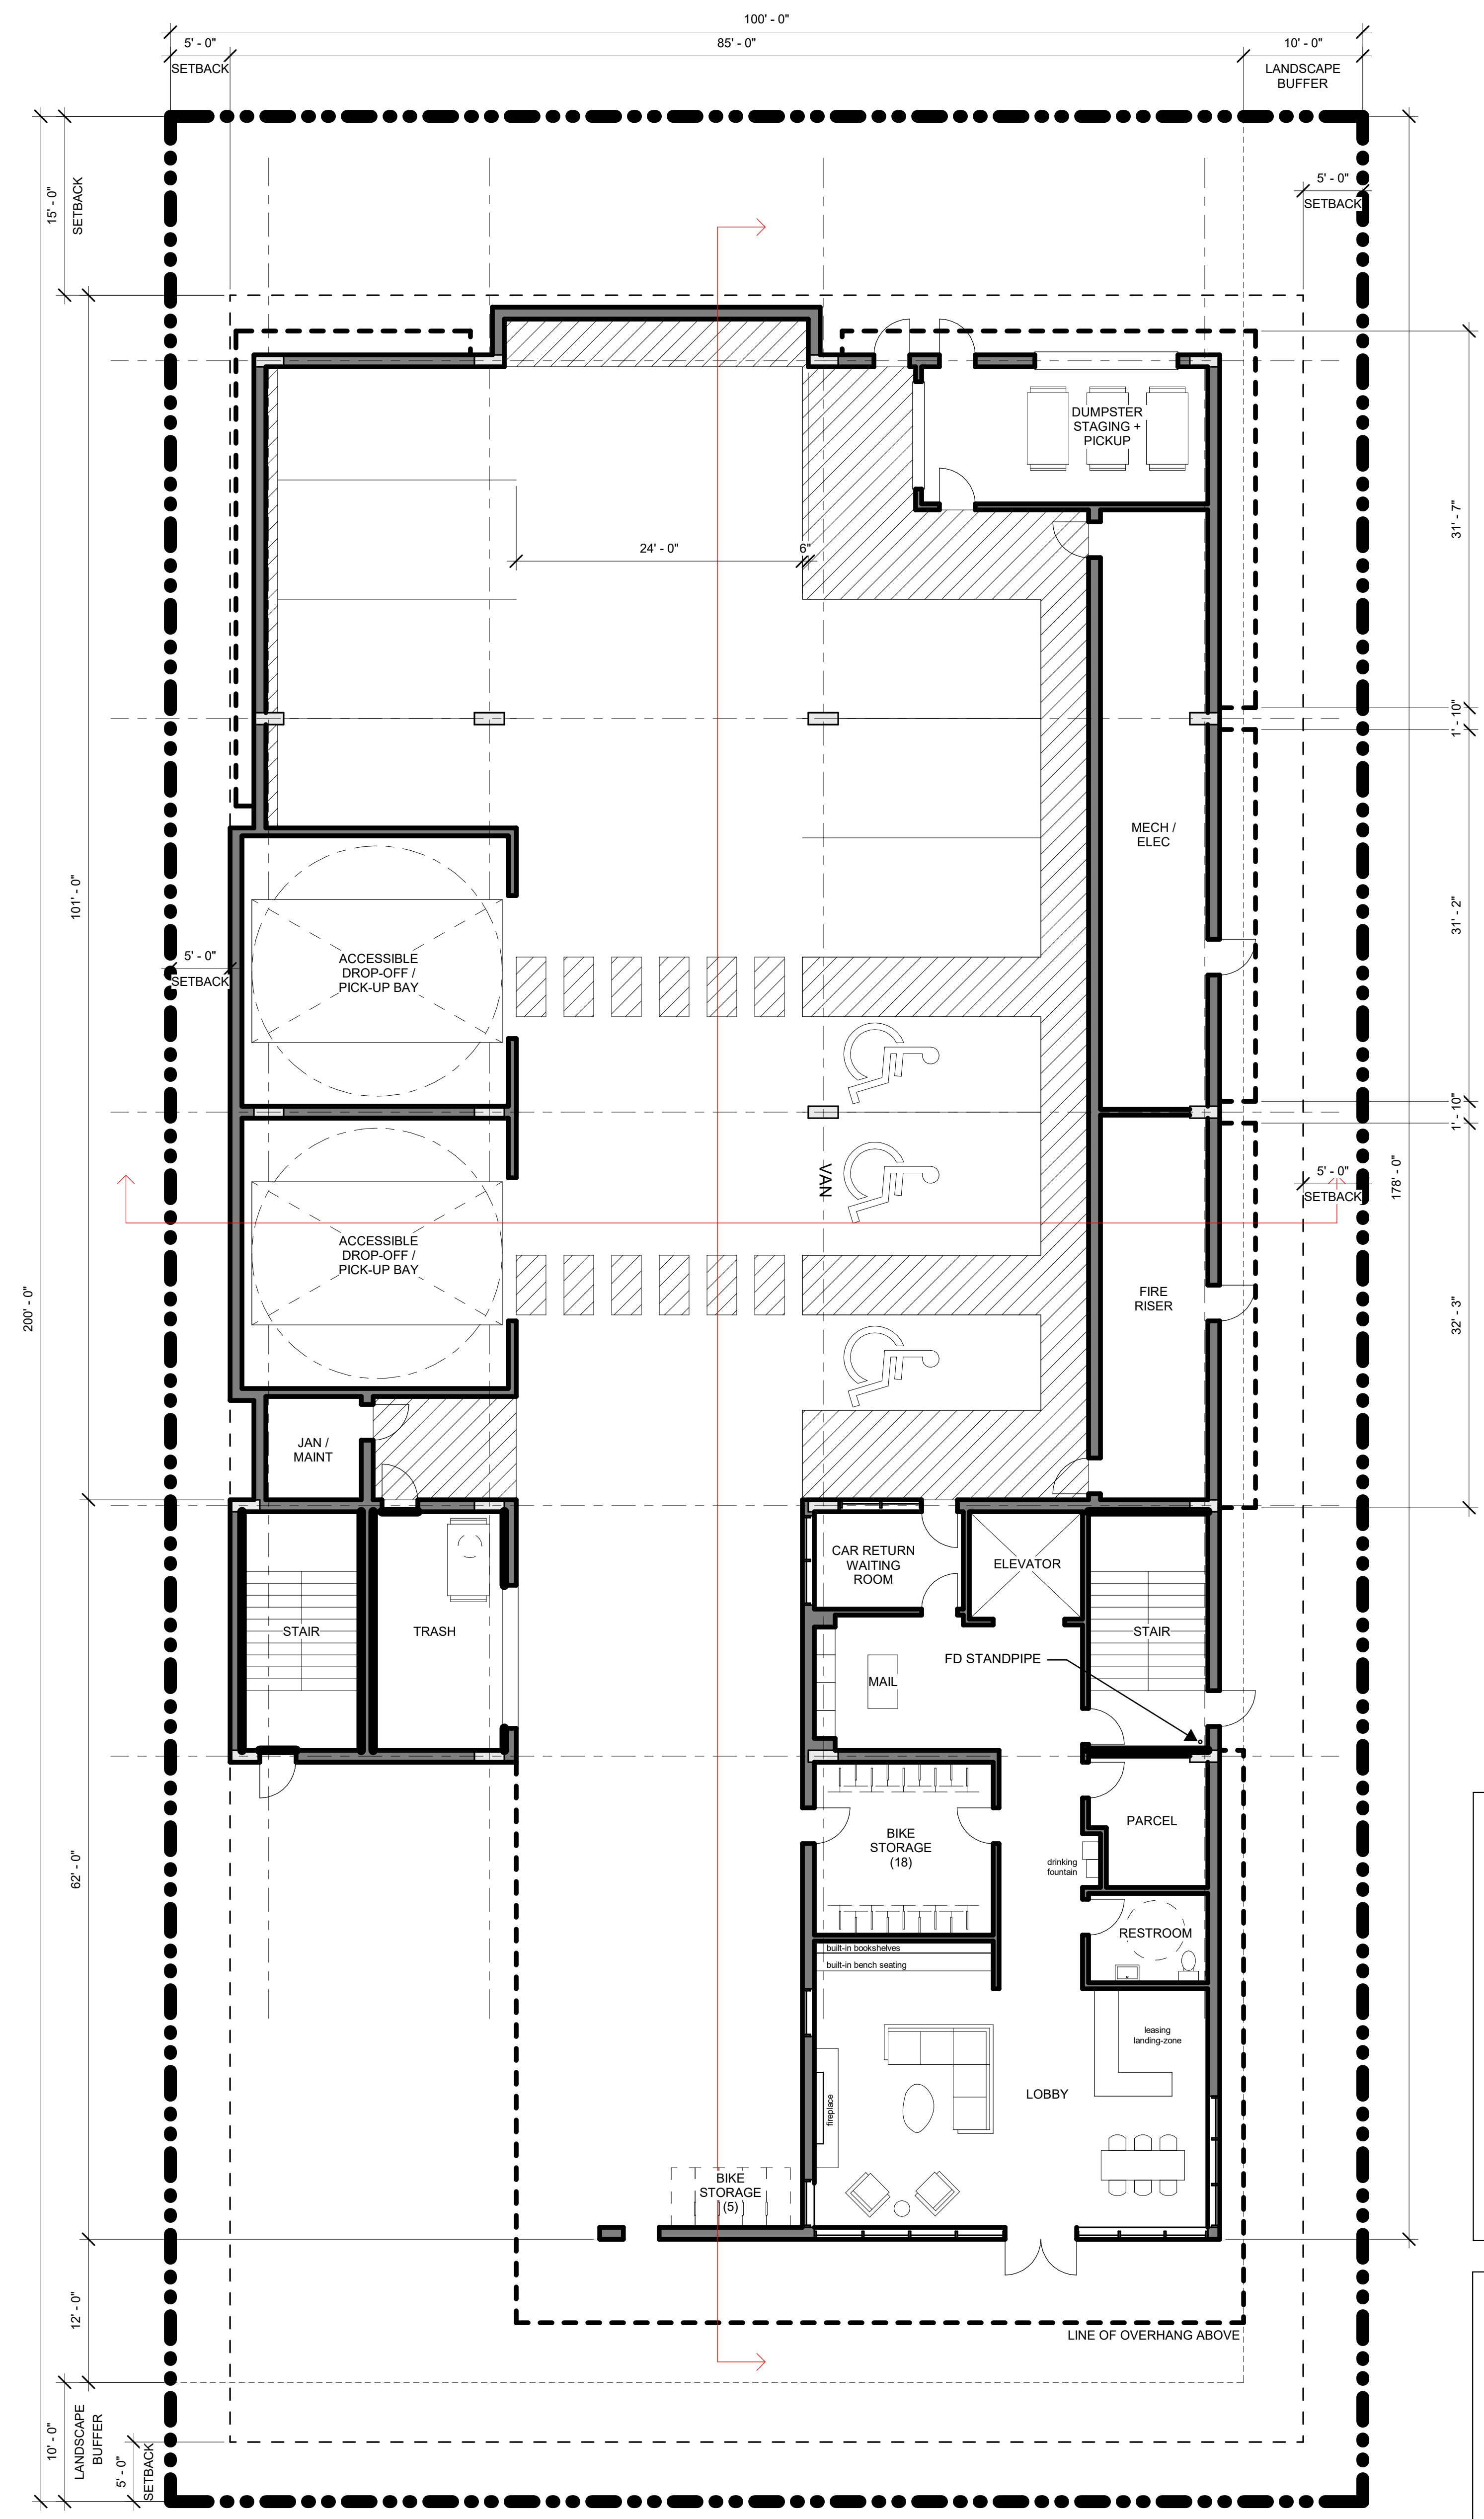 100' - 0"
5' - 0"
85' - 0"
10' - 0"
SETBACK
LANDSCAPE
BUFFER
15' - 0"
SETBACK
5' - 0"
SETBACK
DUMPSTER
STAGING +
PICKUP
31' - 7"
24' - 0"
6"
1' - 10"
MECH /
ELEC
101' - 0"
31' - 2"
5' - 0"
SETBACK
ACCESSIBLE
DROP-OFF /
PICK-UP BAY
1' - 10"
VAN
5' - 0"
SETBACK
178' - 0"
ACCESSIBLE
DROP-OFF /
PICK-UP BAY
200' - 0"
FIRE
RISER
32' - 3"
JAN /
MAINT
CAR RETURN
WAITING
ROOM
ELEVATOR
STAIR
TRASH
STAIR
FD STANDPIPE
MAIL
BIKE
STORAGE
(18)
PARCEL
drinking
fountain
62' - 0"
RESTROOM
built-in bookshelves
built-in bench seating
leasing
landing-zone
LOBBY
fireplace
BIKE
STORAGE
(5)
12' - 0"
LINE OF OVERHANG ABOVE
10' - 0"
LANDSCAPE
BUFFER
5' - 0"
SETBACK